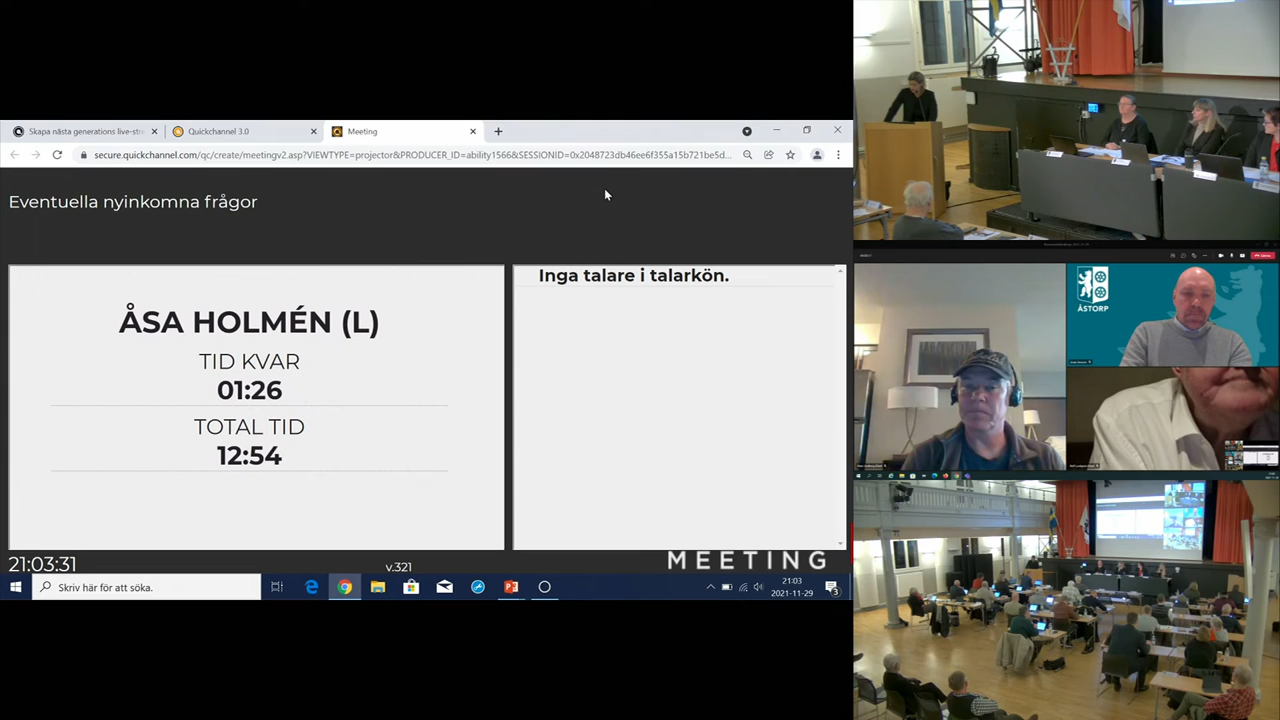 Skapa nästa generations live-str
Quickchannel 3.0
Meeting
secure.quickchannel.com/qc/create/meetingv2.asp?VIEWTYPE=projector&PRODUCER_ID=ability1566&SESSIONID=0x2048723db46ee6f355a15b721be5d...
Eventuella nyinkomna frågor
ÅSA HOLMÉN (L)
TID KVAR
01:26
TOTAL TID
12:54
Inga talare i talarkön.
21:03:31
v.321
MEETING
Skriv här för att söka.
21:03
2021-11-29
3
ÅSTORP